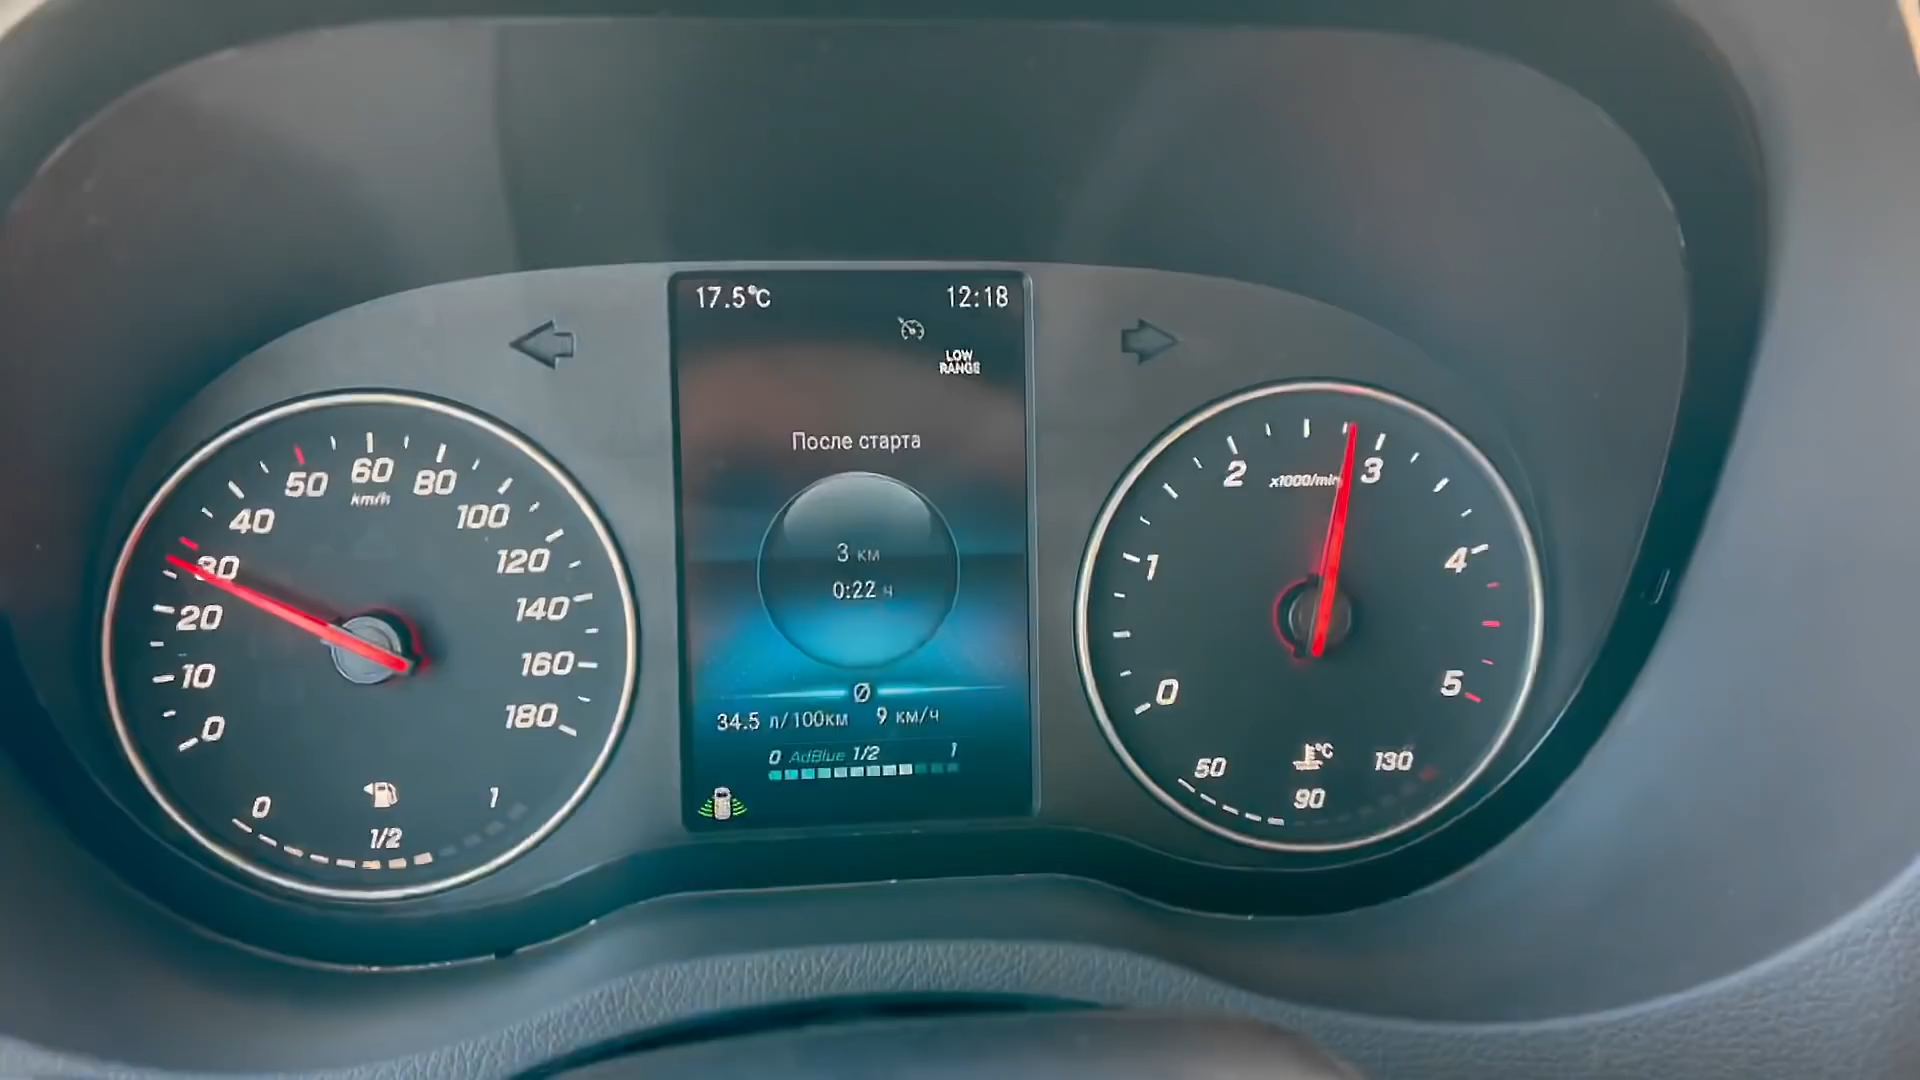 17.5°C 12:18
LOW
RANGE
После старта
3 км
0:22 ч
Ø
34.5 л/100км 9 км/ч
0 AdBlue 1/2 1
0 10 20 30 40 50 60 80 100 120 140 160 180
km/h
0 1/2 1
0 1 2 3 4 5
x1000/min
°C
50 90 130